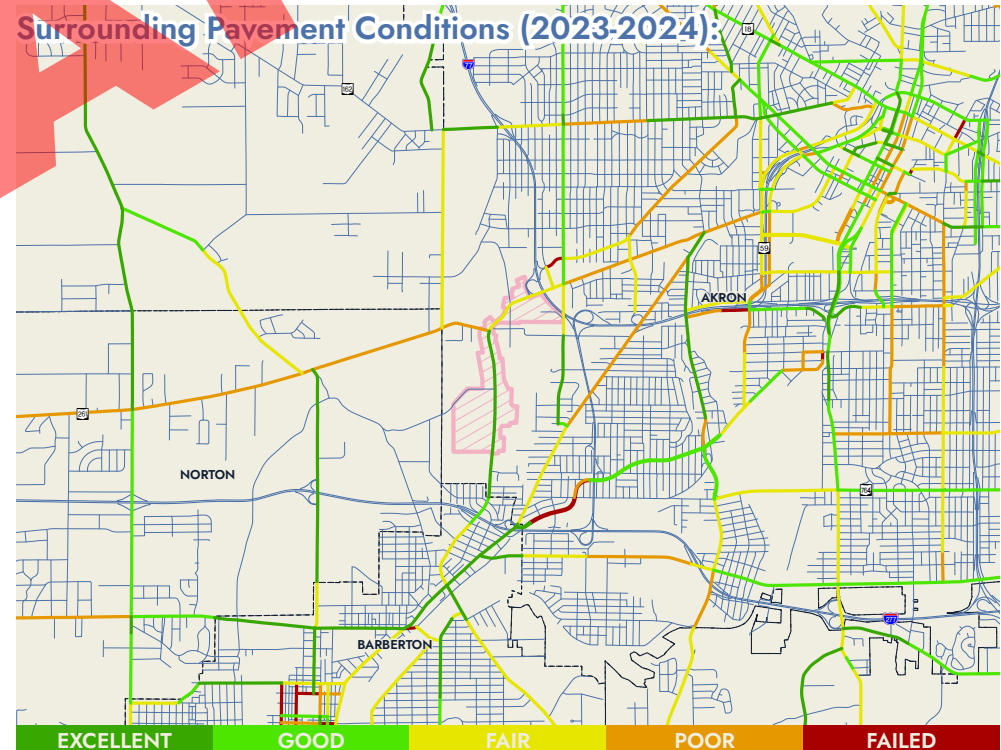 Surrounding Pavement Conditions (2023-2024):
18
77
162
59
AKRON
261
NORTON
764
277
BARBERTON
EXCELLENT GOOD FAIR POOR FAILED